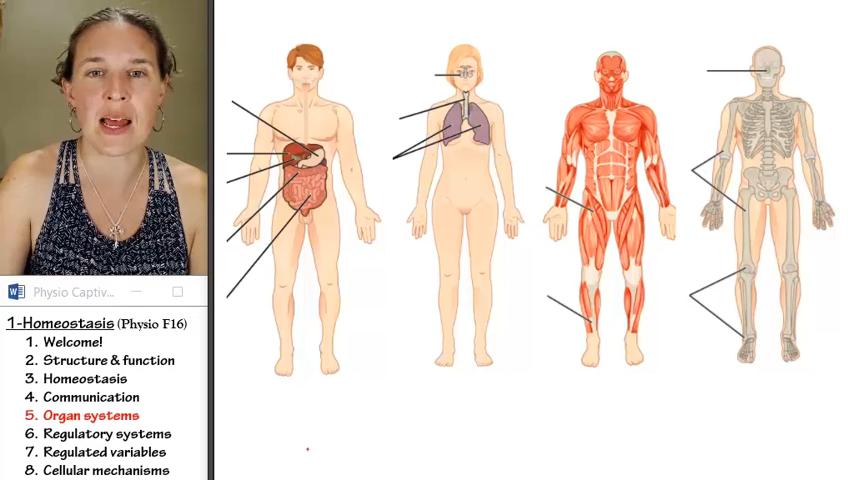 Physio Captiv...
1-Homeostasis (Physio F16)
1. Welcome!
2. Structure & function
3. Homeostasis
4. Communication
5. Organ systems
6. Regulatory systems
7. Regulated variables
8. Cellular mechanisms